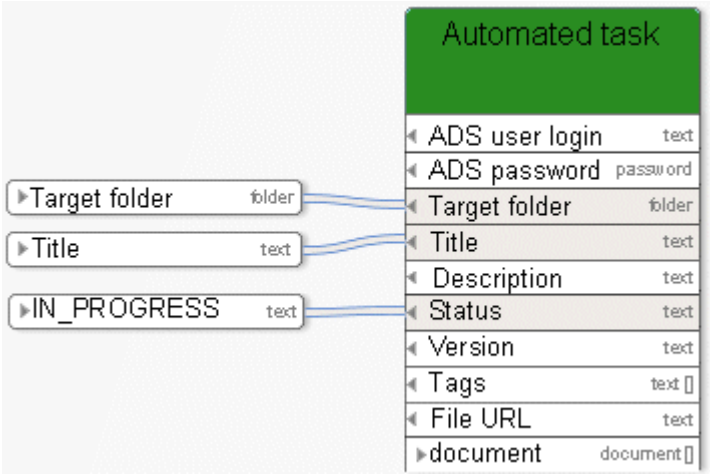 Automated task
ADS user login text
ADS password password
Target folder folder
Title text
IN_PROGRESS text
Target folder folder
Title text
Description text
Status text
Version text
Tags text []
File URL text
document document []